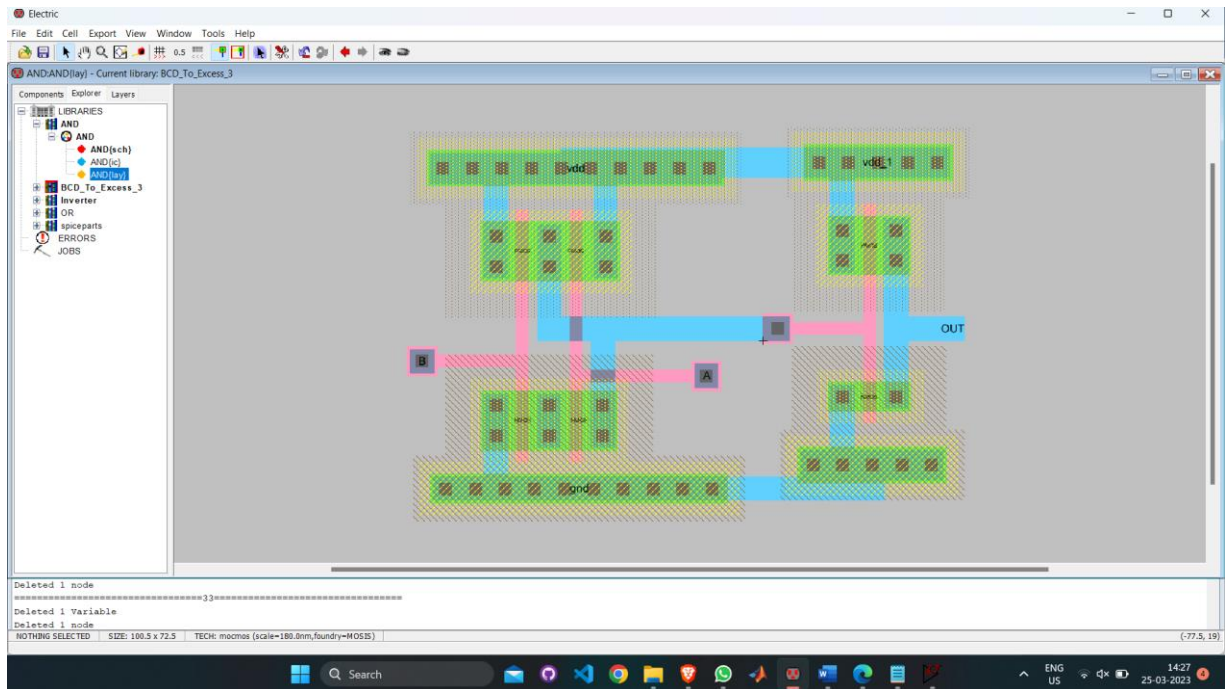 Electric
File Edit Cell Export View Window Tools Help
0.5
AND:AND{lay} - Current library: BCD_To_Excess_3
Components Explorer Layers
LIBRARIES
AND
AND
AND{sch}
AND{ic}
AND{lay}
BCD_To_Excess_3
Inverter
OR
spiceparts
ERRORS
JOBS
vdd
vdd_1
OUT
B
A
gnd
Deleted 1 node
=================================33=================================
Deleted 1 Variable
Deleted 1 node
NOTHING SELECTED SIZE: 100.5 x 72.5 TECH: mocmos (scale=180.0nm,foundry=MOSIS) (-77.5, 19)
Search
ENG
US
14:27
25-03-2023
4